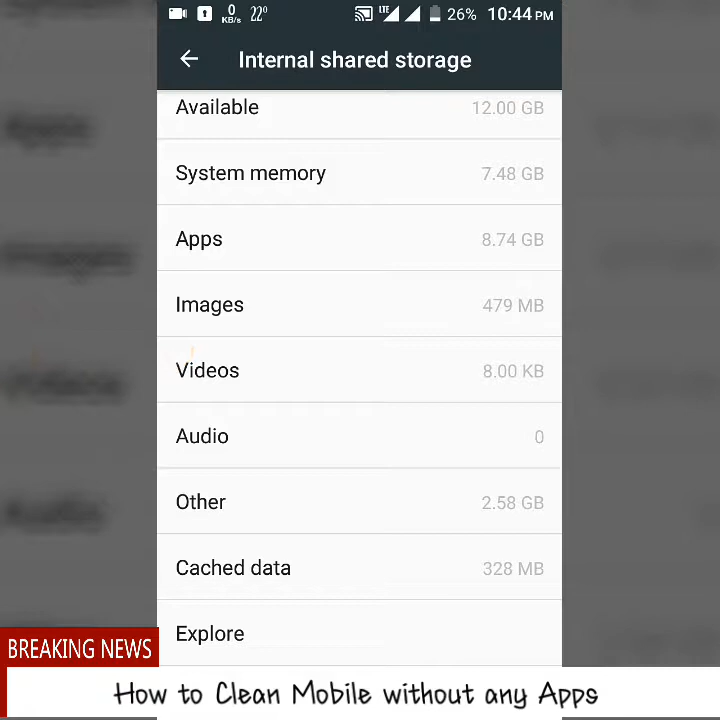 0 KB/s 22° LTE 26% 10:44 PM
Internal shared storage
Available 12.00 GB
System memory 7.48 GB
Apps 8.74 GB
Images 479 MB
Videos 8.00 KB
Audio 0
Other 2.58 GB
Cached data 328 MB
Explore
BREAKING NEWS
How to Clean Mobile without any Apps